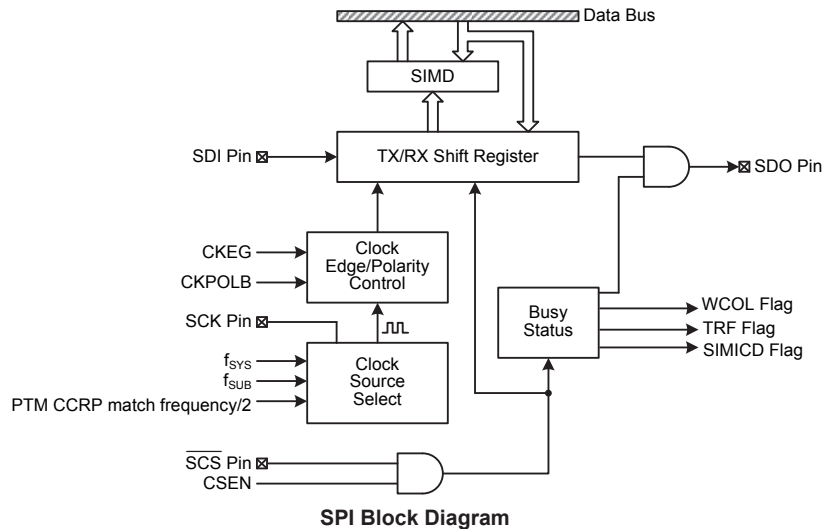 Data Bus
SIMD
SDI Pin
TX/RX Shift Register
SDO Pin
CKEG
CKPOLB
Clock
Edge/Polarity
Control
SCK Pin
Busy
Status
WCOL Flag
TRF Flag
SIMICD Flag
fSYS
fSUB
PTM CCRP match frequency/2
Clock
Source
Select
SCS Pin
CSEN
SPI Block Diagram